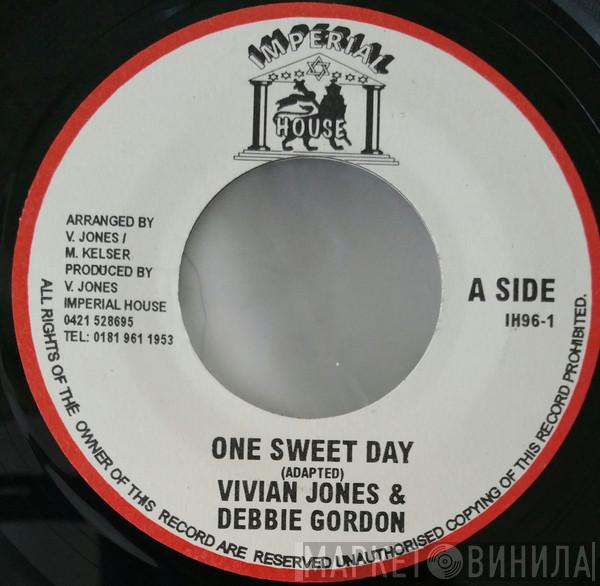 IMPERIAL
HOUSE
ARRANGED BY
V. JONES /
M. KELSER
PRODUCED BY
V. JONES
IMPERIAL HOUSE
0421 528695
TEL: 0181 961 1953
A SIDE
IH96-1
ONE SWEET DAY
(ADAPTED)
VIVIAN JONES &
DEBBIE GORDON
ALL RIGHTS OF THE OWNER OF THIS RECORD ARE RESERVED UNAUTHORISED COPYING OF THIS RECORD PROHIBITED.
МАРКЕТ ВИНИЛА